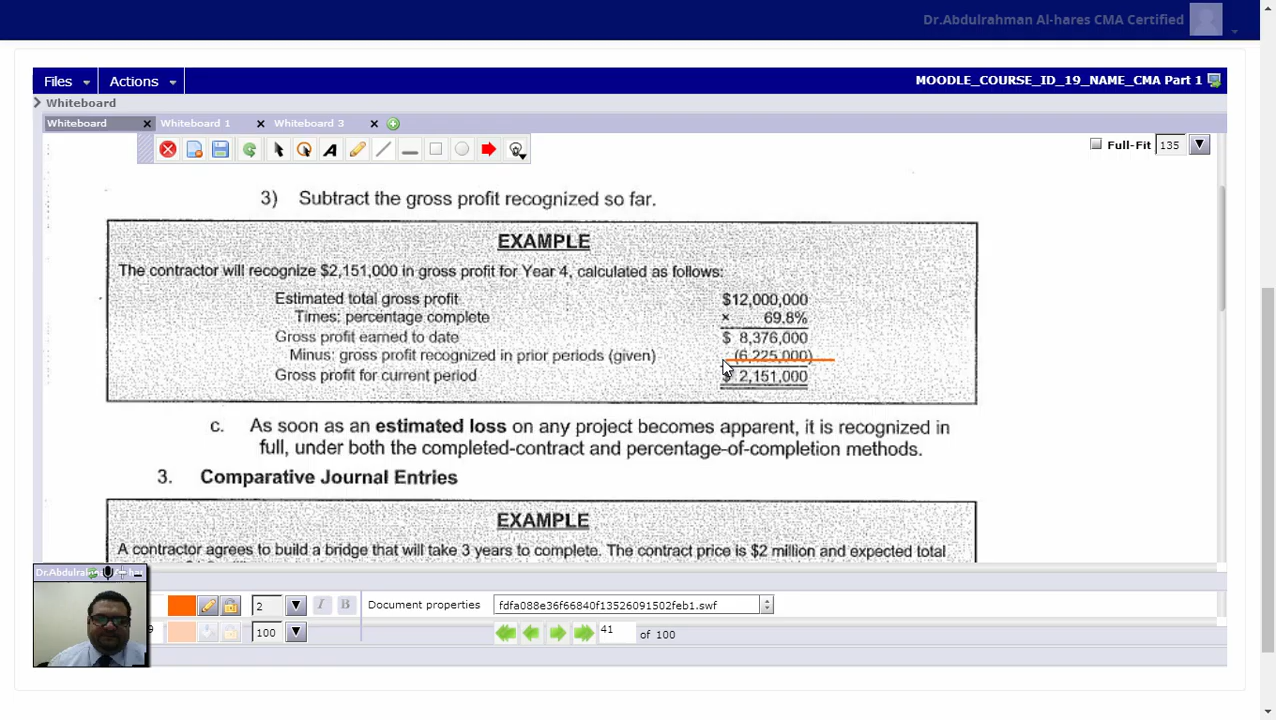 Dr.Abdulrahman Al-hares CMA Certified
Files Actions MOODLE_COURSE_ID_19_NAME_CMA Part 1
Whiteboard
Whiteboard Whiteboard 1 Whiteboard 3
A Full-Fit 135
3) Subtract the gross profit recognized so far.
EXAMPLE
The contractor will recognize $2,151,000 in gross profit for Year 4, calculated as follows:
Estimated total gross profit $12,000,000
Times: percentage complete × 69.8%
Gross profit earned to date $ 8,376,000
Minus: gross profit recognized in prior periods (given) (6,225,000)
Gross profit for current period $ 2,151,000
c. As soon as an estimated loss on any project becomes apparent, it is recognized in
full, under both the completed-contract and percentage-of-completion methods.
3. Comparative Journal Entries
EXAMPLE
A contractor agrees to build a bridge that will take 3 years to complete. The contract price is $2 million and expected total
2 I B Document properties fdfa088e36f66840f13526091502feb1.swf
100 41 of 100